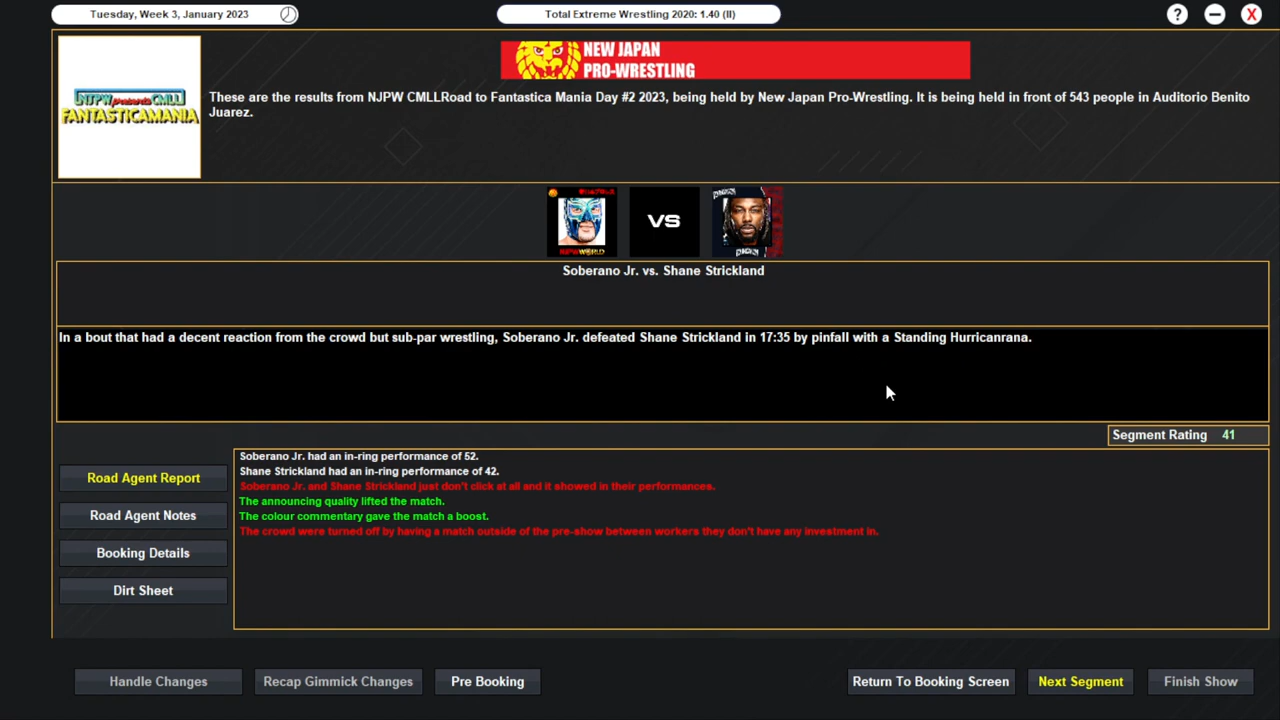 Tuesday, Week 3, January 2023
Total Extreme Wrestling 2020: 1.40 (II)
?
X
NJPW presents CMLL
FANTASTICAMANIA
NEW JAPAN
PRO-WRESTLING
These are the results from NJPW CMLLRoad to Fantastica Mania Day #2 2023, being held by New Japan Pro-Wrestling. It is being held in front of 543 people in Auditorio Benito
Juarez.
VS
Soberano Jr. vs. Shane Strickland
In a bout that had a decent reaction from the crowd but sub-par wrestling, Soberano Jr. defeated Shane Strickland in 17:35 by pinfall with a Standing Hurricanrana.
Segment Rating 41
Road Agent Report
Road Agent Notes
Booking Details
Dirt Sheet
Soberano Jr. had an in-ring performance of 52.
Shane Strickland had an in-ring performance of 42.
Soberano Jr. and Shane Strickland just don't click at all and it showed in their performances.
The announcing quality lifted the match.
The colour commentary gave the match a boost.
The crowd were turned off by having a match outside of the pre-show between workers they don't have any investment in.
Handle Changes
Recap Gimmick Changes
Pre Booking
Return To Booking Screen
Next Segment
Finish Show